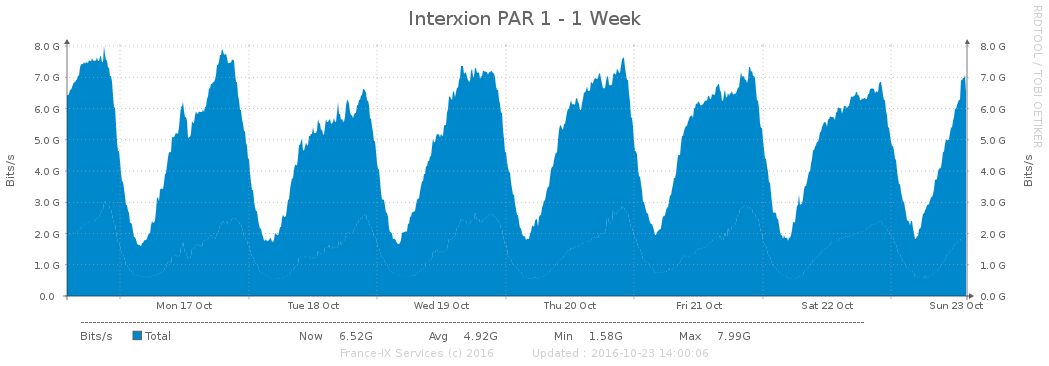 Interxion PAR 1 - 1 Week
RRDTOOL / TOBI OETIKER
Bits/s
8.0 G 8.0 G
7.0 G 7.0 G
6.0 G 6.0 G
5.0 G 5.0 G
4.0 G 4.0 G
3.0 G 3.0 G
2.0 G 2.0 G
1.0 G 1.0 G
0.0 0.0 G
Bits/s
Mon 17 Oct Tue 18 Oct Wed 19 Oct Thu 20 Oct Fri 21 Oct Sat 22 Oct Sun 23 Oct
Bits/s Total Now 6.52G Avg 4.92G Min 1.58G Max 7.99G
France-IX Services (c) 2016 Updated : 2016-10-23 14:00:06